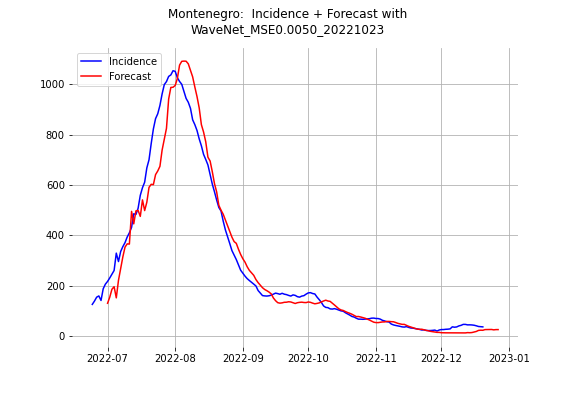 Montenegro:  Incidence + Forecast with
WaveNet_MSE0.0050_20221023
Incidence
Forecast
1000
800
600
400
200
0
2022-07 2022-08 2022-09 2022-10 2022-11 2022-12 2023-01